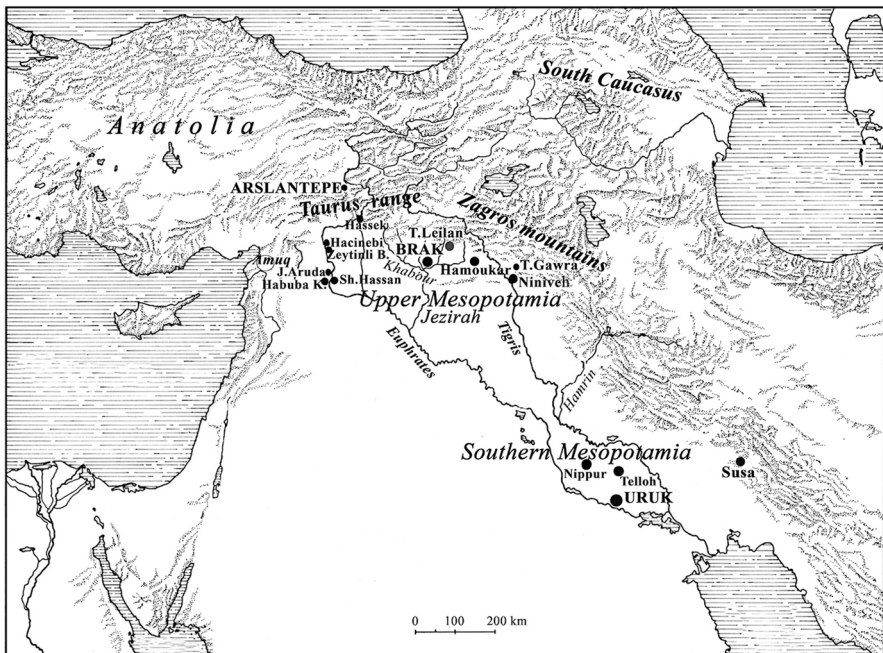 South Caucasus
Anatolia
ARSLANTEPE
Taurus range
Zagros mountains
Hassek
T.Leilan
Hacinebi
BRAK
Zeytinli B.
Amuq
Khabour
Hamoukar
T.Gawra
J.Aruda
Niniveh
Habuba K.
Sh.Hassan
Upper Mesopotamia
Jezirah
Tigris
Euphrates
Hamrin
Southern Mesopotamia
Nippur
Susa
Telloh
URUK
0 100 200 km